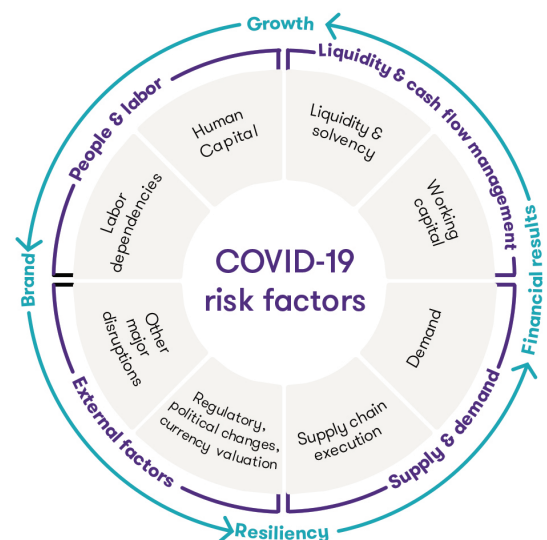 Growth
Liquidity & cash flow management
People & labor
Human
Capital
Liquidity &
solvency
Labor
dependencies
Working
capital
COVID-19
risk factors
Brand
Financial results
Other
major
disruptions
Demand
Regulatory,
political changes,
currency valuation
Supply chain
execution
External factors
Supply & demand
Resiliency